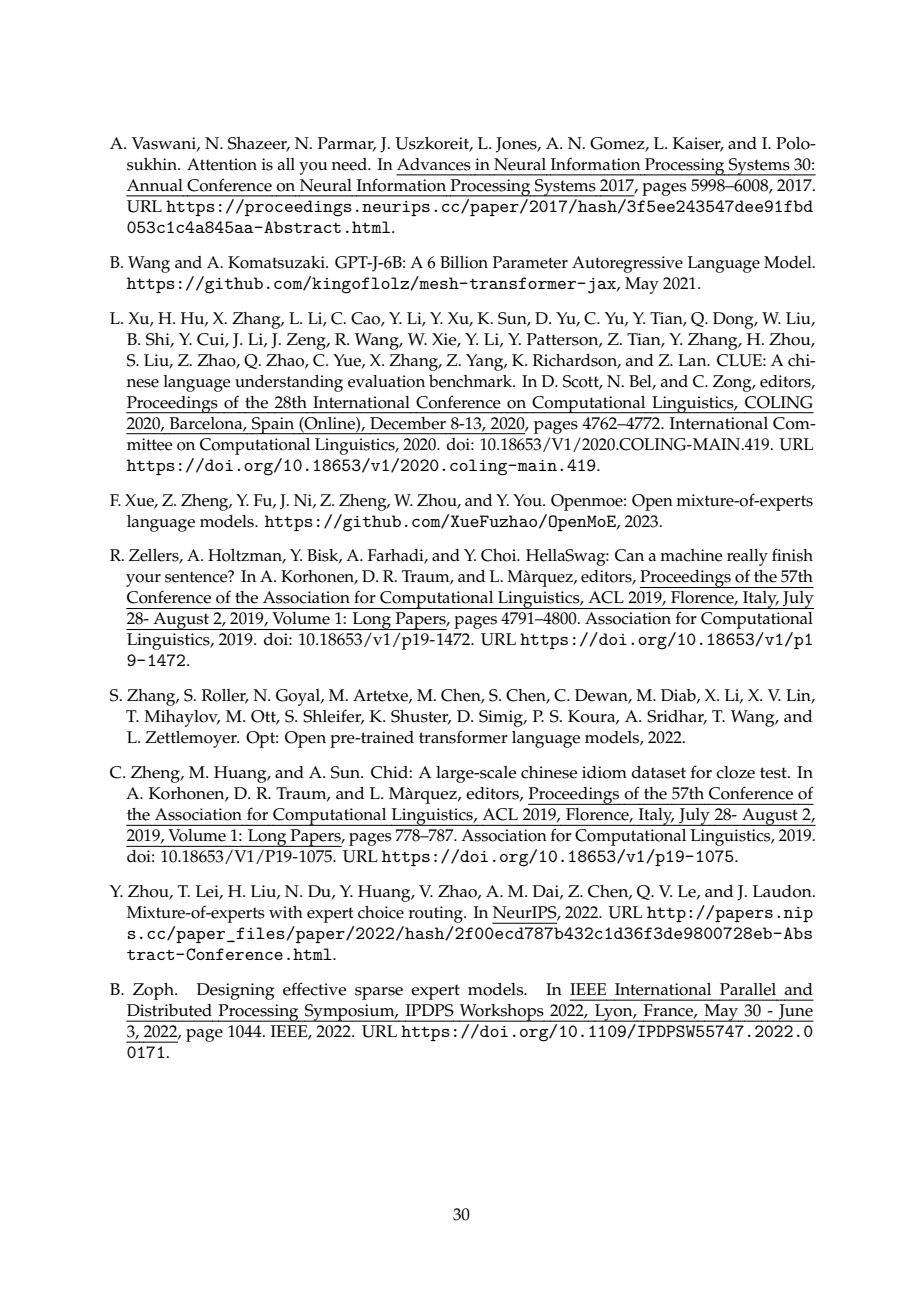 A. Vaswani, N. Shazeer, N. Parmar, J. Uszkoreit, L. Jones, A. N. Gomez, L. Kaiser, and I. Polo-
sukhin. Attention is all you need. In Advances in Neural Information Processing Systems 30:
Annual Conference on Neural Information Processing Systems 2017, pages 5998–6008, 2017.
URL https://proceedings.neurips.cc/paper/2017/hash/3f5ee243547dee91fbd
053c1c4a845aa-Abstract.html.
B. Wang and A. Komatsuzaki. GPT-J-6B: A 6 Billion Parameter Autoregressive Language Model.
https://github.com/kingoflolz/mesh-transformer-jax, May 2021.
L. Xu, H. Hu, X. Zhang, L. Li, C. Cao, Y. Li, Y. Xu, K. Sun, D. Yu, C. Yu, Y. Tian, Q. Dong, W. Liu,
B. Shi, Y. Cui, J. Li, J. Zeng, R. Wang, W. Xie, Y. Li, Y. Patterson, Z. Tian, Y. Zhang, H. Zhou,
S. Liu, Z. Zhao, Q. Zhao, C. Yue, X. Zhang, Z. Yang, K. Richardson, and Z. Lan. CLUE: A chi-
nese language understanding evaluation benchmark. In D. Scott, N. Bel, and C. Zong, editors,
Proceedings of the 28th International Conference on Computational Linguistics, COLING
2020, Barcelona, Spain (Online), December 8-13, 2020, pages 4762–4772. International Com-
mittee on Computational Linguistics, 2020. doi: 10.18653/V1/2020.COLING-MAIN.419. URL
https://doi.org/10.18653/v1/2020.coling-main.419.
F. Xue, Z. Zheng, Y. Fu, J. Ni, Z. Zheng, W. Zhou, and Y. You. Openmoe: Open mixture-of-experts
language models. https://github.com/XueFuzhao/OpenMoE, 2023.
R. Zellers, A. Holtzman, Y. Bisk, A. Farhadi, and Y. Choi. HellaSwag: Can a machine really finish
your sentence? In A. Korhonen, D. R. Traum, and L. Màrquez, editors, Proceedings of the 57th
Conference of the Association for Computational Linguistics, ACL 2019, Florence, Italy, July
28- August 2, 2019, Volume 1: Long Papers, pages 4791–4800. Association for Computational
Linguistics, 2019. doi: 10.18653/v1/p19-1472. URL https://doi.org/10.18653/v1/p1
9-1472.
S. Zhang, S. Roller, N. Goyal, M. Artetxe, M. Chen, S. Chen, C. Dewan, M. Diab, X. Li, X. V. Lin,
T. Mihaylov, M. Ott, S. Shleifer, K. Shuster, D. Simig, P. S. Koura, A. Sridhar, T. Wang, and
L. Zettlemoyer. Opt: Open pre-trained transformer language models, 2022.
C. Zheng, M. Huang, and A. Sun. Chid: A large-scale chinese idiom dataset for cloze test. In
A. Korhonen, D. R. Traum, and L. Màrquez, editors, Proceedings of the 57th Conference of
the Association for Computational Linguistics, ACL 2019, Florence, Italy, July 28- August 2,
2019, Volume 1: Long Papers, pages 778–787. Association for Computational Linguistics, 2019.
doi: 10.18653/V1/P19-1075. URL https://doi.org/10.18653/v1/p19-1075.
Y. Zhou, T. Lei, H. Liu, N. Du, Y. Huang, V. Zhao, A. M. Dai, Z. Chen, Q. V. Le, and J. Laudon.
Mixture-of-experts with expert choice routing. In NeurIPS, 2022. URL http://papers.nip
s.cc/paper_files/paper/2022/hash/2f00ecd787b432c1d36f3de9800728eb-Abs
tract-Conference.html.
B. Zoph. Designing effective sparse expert models. In IEEE International Parallel and
Distributed Processing Symposium, IPDPS Workshops 2022, Lyon, France, May 30 - June
3, 2022, page 1044. IEEE, 2022. URL https://doi.org/10.1109/IPDPSW55747.2022.0
0171.
30